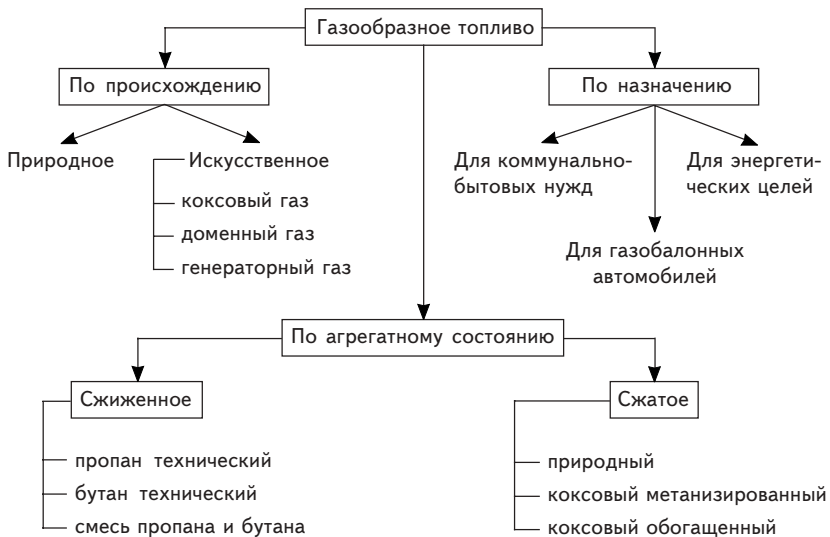 Газообразное топливо
По происхождению
По назначению
Природное
Искусственное
коксовый газ
доменный газ
генераторный газ
Для коммунально-
бытовых нужд
Для энергети-
ческих целей
Для газобалонных
автомобилей
По агрегатному состоянию
Сжиженное
Сжатое
пропан технический
бутан технический
смесь пропана и бутана
природный
коксовый метанизированный
коксовый обогащенный